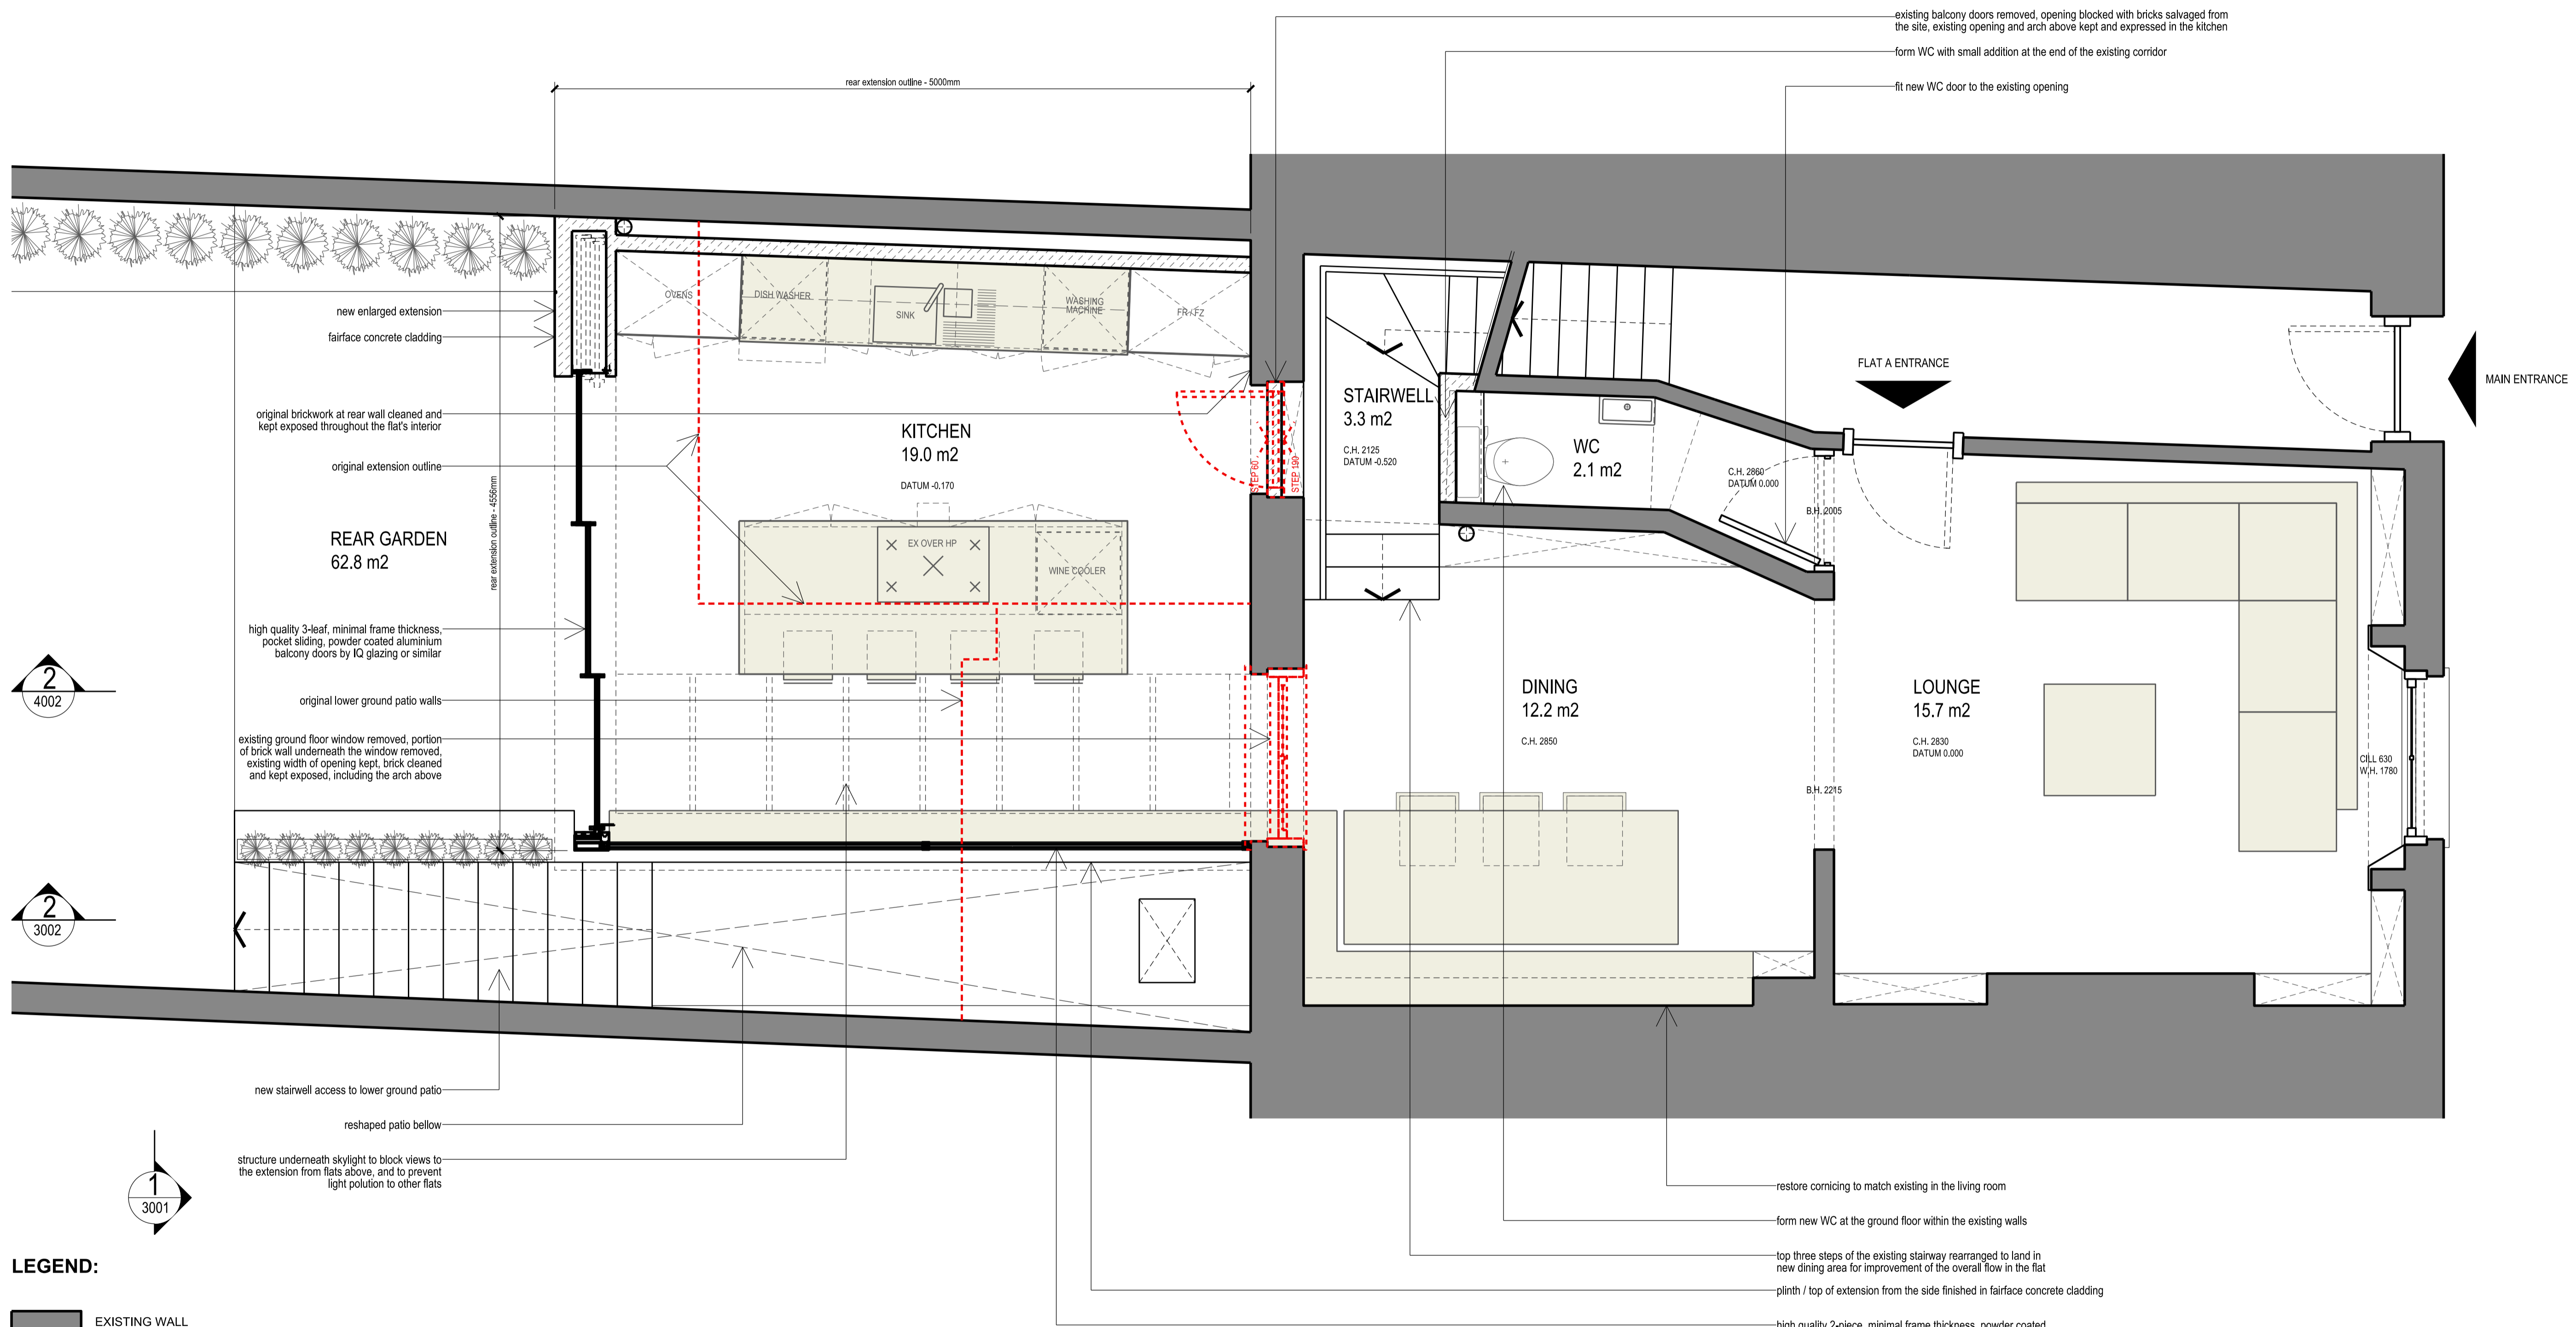 existing balcony doors removed, opening blocked with bricks salvaged from
the site, existing opening and arch above kept and expressed in the kitchen
form WC with small addition at the end of the existing corridor
fit new WC door to the existing opening
rear extension outline - 5000mm
new enlarged extension
fairface concrete cladding
original brickwork at rear wall cleaned and
kept exposed throughout the flat's interior
original extension outline
REAR GARDEN
62.8 m2
rear extension outline - 4556mm
high quality 3-leaf, minimal frame thickness,
pocket sliding, powder coated aluminium
balcony doors by IQ glazing or similar
original lower ground patio walls
existing ground floor window removed, portion
of brick wall underneath the window removed,
existing width of opening kept, brick cleaned
and kept exposed, including the arch above
2
4002
2
3002
OVENS
DISH WASHER
SINK
WASHING
MACHINE
FR / FZ
KITCHEN
19.0 m2
DATUM -0.170
EX OVER HP
WINE COOLER
STEP 60
STEP 190
STAIRWELL
3.3 m2
C.H. 2125
DATUM -0.520
WC
2.1 m2
C.H. 2860
DATUM 0.000
B.H. 2005
FLAT A ENTRANCE
MAIN ENTRANCE
DINING
12.2 m2
C.H. 2850
B.H. 2215
LOUNGE
15.7 m2
C.H. 2830
DATUM 0.000
CILL 630
W.H. 1780
new stairwell access to lower ground patio
reshaped patio bellow
structure underneath skylight to block views to
the extension from flats above, and to prevent
light polution to other flats
1
3001
restore cornicing to match existing in the living room
form new WC at the ground floor within the existing walls
top three steps of the existing stairway rearranged to land in
new dining area for improvement of the overall flow in the flat
plinth / top of extension from the side finished in fairface concrete cladding
high quality 2-piece, minimal frame thickness, powder coated
LEGEND:
EXISTING WALL